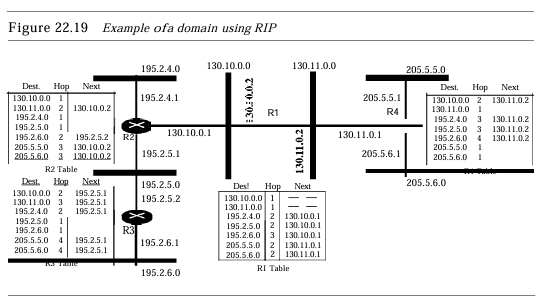 Figure 22.19 Example of a domain using RIP
195.2.4.0
130.10.0.0
130.11.0.0
205.5.5.0
Dest. Hop Next
130.10.0.0 1
130.11.0.0 2 130.10.0.2
195.2.4.0 1
195.2.5.0 1
195.2.6.0 2 195.2.5.2
205.5.5.0 3 130.10.0.2
205.5.6.0 3 130.10.0.2
R2 Table
195.2.4.1
R2
130.10.0.1
195.2.5.1
130.10.0.2
R1
130.11.0.2
130.11.0.1
205.5.5.1
R4
205.5.6.1
205.5.6.0
Dest. Hop Next
130.10.0.0 2 130.11.0.2
130.11.0.0 1
195.2.4.0 3 130.11.0.2
195.2.5.0 3 130.11.0.2
195.2.6.0 4 130.11.0.2
205.5.5.0 1
205.5.6.0 1
R4 Table
Dest. Hop Next
130.10.0.0 2 195.2.5.1
130.11.0.0 3 195.2.5.1
195.2.4.0 2 195.2.5.1
195.2.5.0 1
195.2.6.0 1
205.5.5.0 4 195.2.5.1
205.5.6.0 4 195.2.5.1
R3 Table
195.2.5.0
195.2.5.2
R3
195.2.6.1
195.2.6.0
Des! Hop Next
130.10.0.0 1 — —
130.11.0.0 1 — —
195.2.4.0 2 130.10.0.1
195.2.5.0 2 130.10.0.1
195.2.6.0 3 130.10.0.1
205.5.5.0 2 130.11.0.1
205.5.6.0 2 130.11.0.1
R1 Table